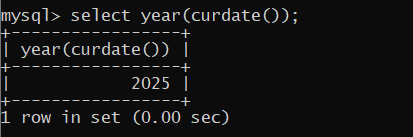 mysql> select year(curdate());
+-----------------+
| year(curdate()) |
+-----------------+
|            2025 |
+-----------------+
1 row in set (0.00 sec)